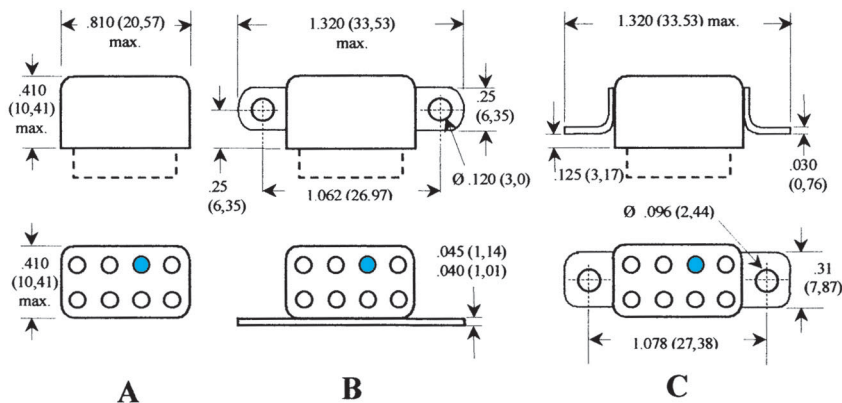 .810 (20,57)
max.
1.320 (33,53)
max.
1.320 (33.53) max.
.410
(10,41)
max.
.25
(6,35)
.25
(6,35)
Ø .120 (3,0)
1.062 (26.97)
.125 (3,17)
.030
(0,76)
Ø .096 (2,44)
.410
(10,41)
max.
.045 (1,14)
.040 (1,01)
.31
(7,87)
1.078 (27,38)
A
B
C